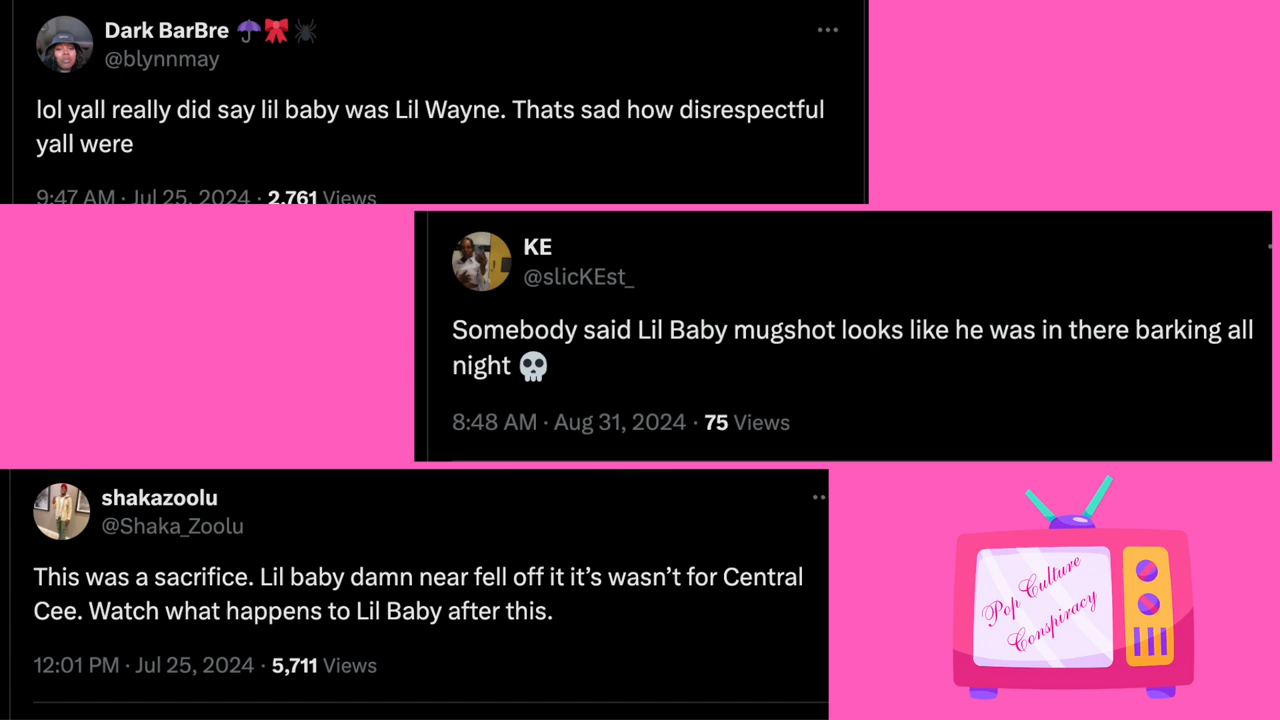 Dark BarBre ☂️🎀🕷️
@blynnmay
lol yall really did say lil baby was Lil Wayne. Thats sad how disrespectful
yall were
9:47 AM · Jul 25, 2024 · 2,761 Views
KE
@slicKEst_
Somebody said Lil Baby mugshot looks like he was in there barking all
night 💀
8:48 AM · Aug 31, 2024 · 75 Views
shakazoolu
@Shaka_Zoolu
This was a sacrifice. Lil baby damn near fell off it it’s wasn’t for Central
Cee. Watch what happens to Lil Baby after this.
12:01 PM · Jul 25, 2024 · 5,711 Views
Pop Culture
Conspiracy